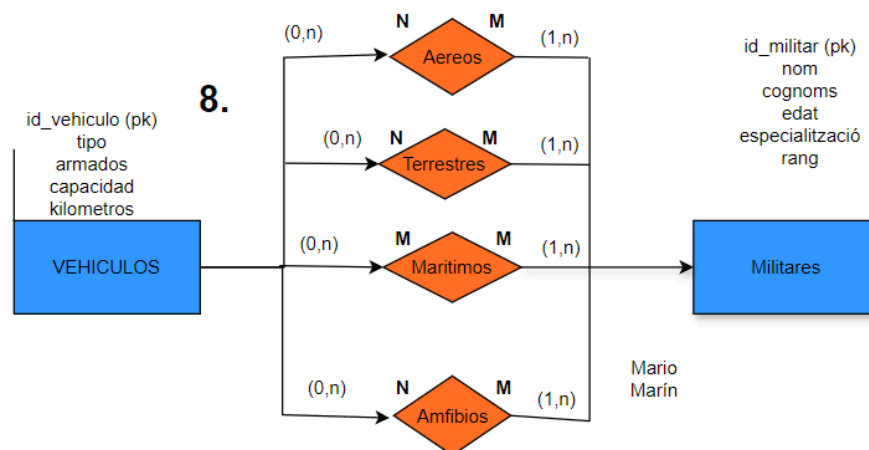 8.
id_vehiculo (pk)
tipo
armados
capacidad
kilometros
VEHICULOS
(0,n)
N
M
Aereos
(1,n)
(0,n)
N
M
Terrestres
(1,n)
(0,n)
M
M
Maritimos
(1,n)
(0,n)
N
M
Amfibios
(1,n)
id_militar (pk)
nom
cognoms
edat
especialització
rang
Militares
Mario
Marín